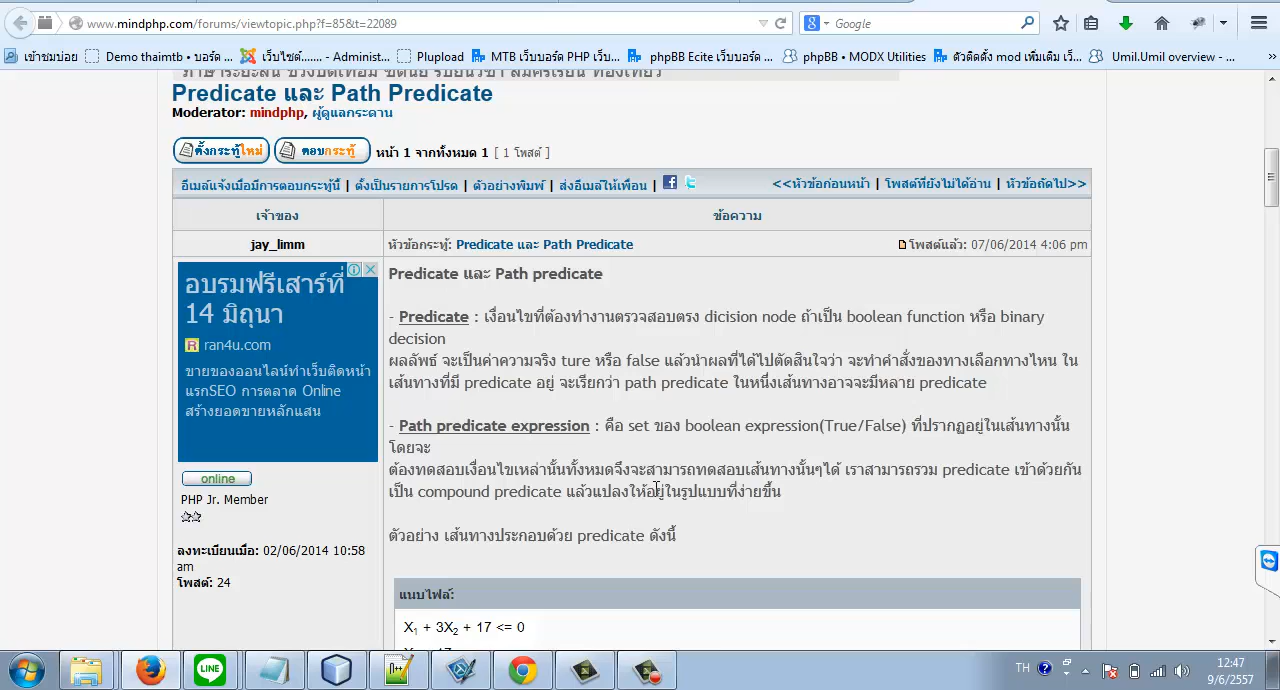 www.mindphp.com/forums/viewtopic.php?f=85&t=22089
Google
เข้าชมบ่อย
Demo thaimtb • บอร์ด ...
เว็บไซต์....... - Administ...
Plupload
MTB เว็บบอร์ด PHP เว็บ...
phpBB Ecite เว็บบอร์ด ...
phpBB • MODX Utilities
ตัวติดตั้ง mod เพิ่มเติม เว็...
Umil.Umil overview - ...
Predicate และ Path Predicate
Moderator: mindphp, ผู้ดูแลกระดาน
ตั้งกระทู้ใหม่
ตอบกระทู้
หน้า 1 จากทั้งหมด 1 [ 1 โพสต์ ]
อีเมล์แจ้งเมื่อมีการตอบกระทู้นี้ | ตั้งเป็นรายการโปรด | ตัวอย่างพิมพ์ | ส่งอีเมลให้เพื่อน |
<<หัวข้อก่อนหน้า | โพสต์ที่ยังไม่ได้อ่าน | หัวข้อถัดไป>>
เจ้าของ
ข้อความ
jay_limm
หัวข้อกระทู้: Predicate และ Path Predicate
โพสต์แล้ว: 07/06/2014 4:06 pm
อบรมฟรีเสาร์ที่
14 มิถุนา
R ran4u.com
ขายของออนไลน์ทำเว็บติดหน้า
แรกSEO การตลาด Online
สร้างยอดขายหลักแสน
online
PHP Jr. Member
ลงทะเบียนเมื่อ: 02/06/2014 10:58
am
โพสต์: 24
Predicate และ Path predicate
- Predicate : เงื่อนไขที่ต้องทำงานตรวจสอบตรง dicision node ถ้าเป็น boolean function หรือ binary
decision
ผลลัพธ์ จะเป็นค่าความจริง ture หรือ false แล้วนำผลที่ได้ไปตัดสินใจว่า จะทำคำสั่งของทางเลือกทางไหน ใน
เส้นทางที่มี predicate อยู่ จะเรียกว่า path predicate ในหนึ่งเส้นทางอาจจะมีหลาย predicate
- Path predicate expression : คือ set ของ boolean expression(True/False) ที่ปรากฏอยู่ในเส้นทางนั้น
โดยจะ
ต้องทดสอบเงื่อนไขเหล่านั้นทั้งหมดจึงจะสามารถทดสอบเส้นทางนั้นๆได้ เราสามารถรวม predicate เข้าด้วยกัน
เป็น compound predicate แล้วแปลงให้อยู่ในรูปแบบที่ง่ายขึ้น
ตัวอย่าง เส้นทางประกอบด้วย predicate ดังนี้
แนบไฟล์:
X₁ + 3X₂ + 17 <= 0
LINE
TH
12:47
9/6/2557